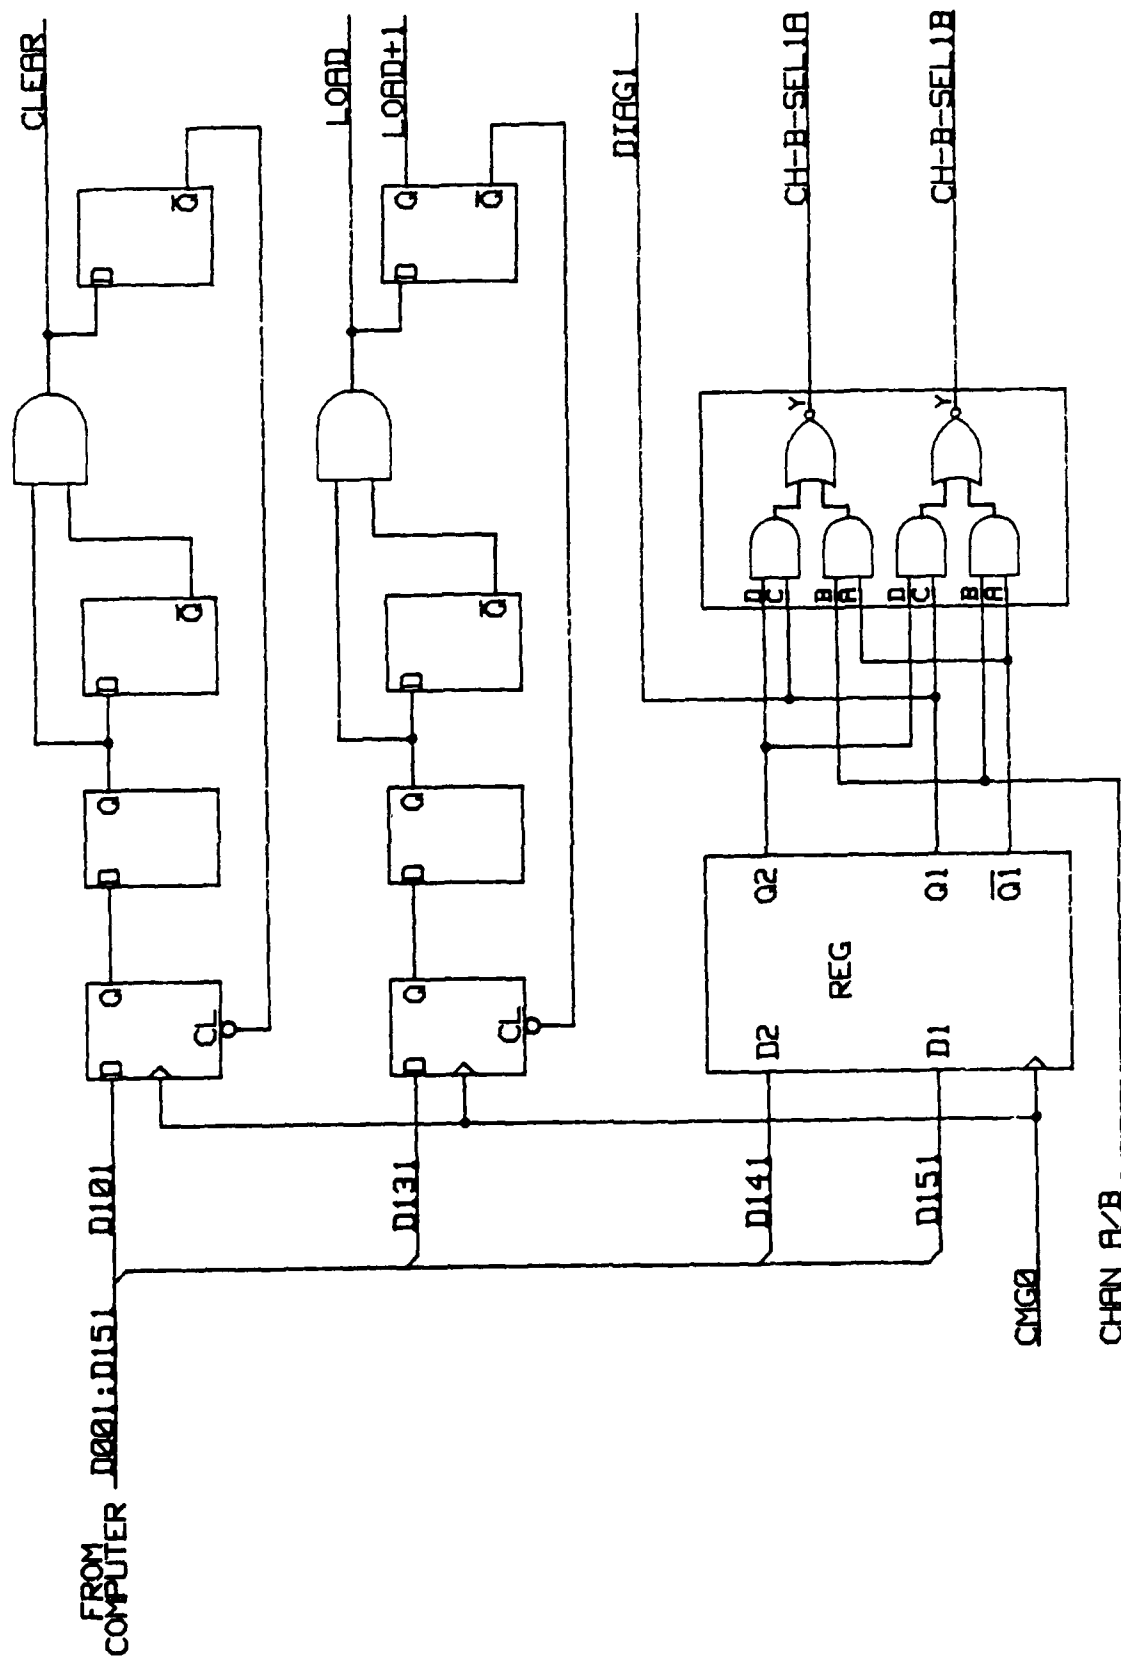 FROM
COMPUTER
D001:D151
D101
D Q
CL
D Q
D Q̅
D
Q̅
CLEAR
D131
D Q
CL
D Q
D Q̅
D Q
Q̅
LOAD
LOAD+1
DIAG1
D141
D151
D2 Q2
REG
D1 Q1
Q̅1̅
D
C
B
A
D
C
B
A
Y
Y
CH-B-SEL1A
CH-B-SEL1B
CMG0
CHAN A/B